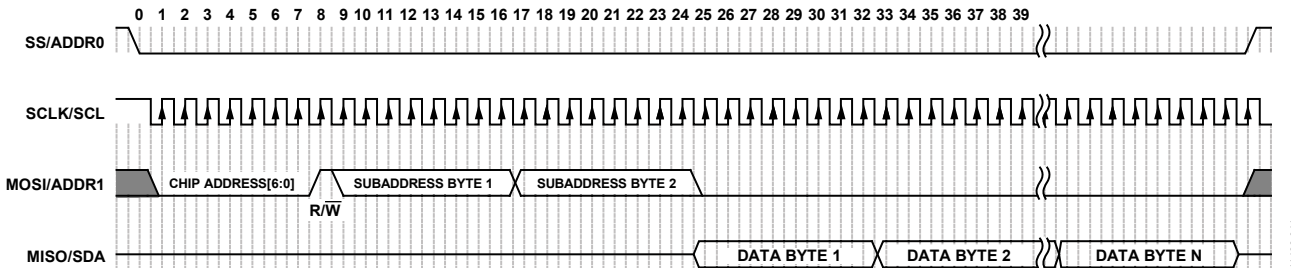 0 1 2 3 4 5 6 7 8 9 10 11 12 13 14 15 16 17 18 19 20 21 22 23 24 25 26 27 28 29 30 31 32 33 34 35 36 37 38 39
SS/ADDR0
SCLK/SCL
MOSI/ADDR1 CHIP ADDRESS[6:0] SUBADDRESS BYTE 1 SUBADDRESS BYTE 2
R/W̅
MISO/SDA DATA BYTE 1 DATA BYTE 2 DATA BYTE N